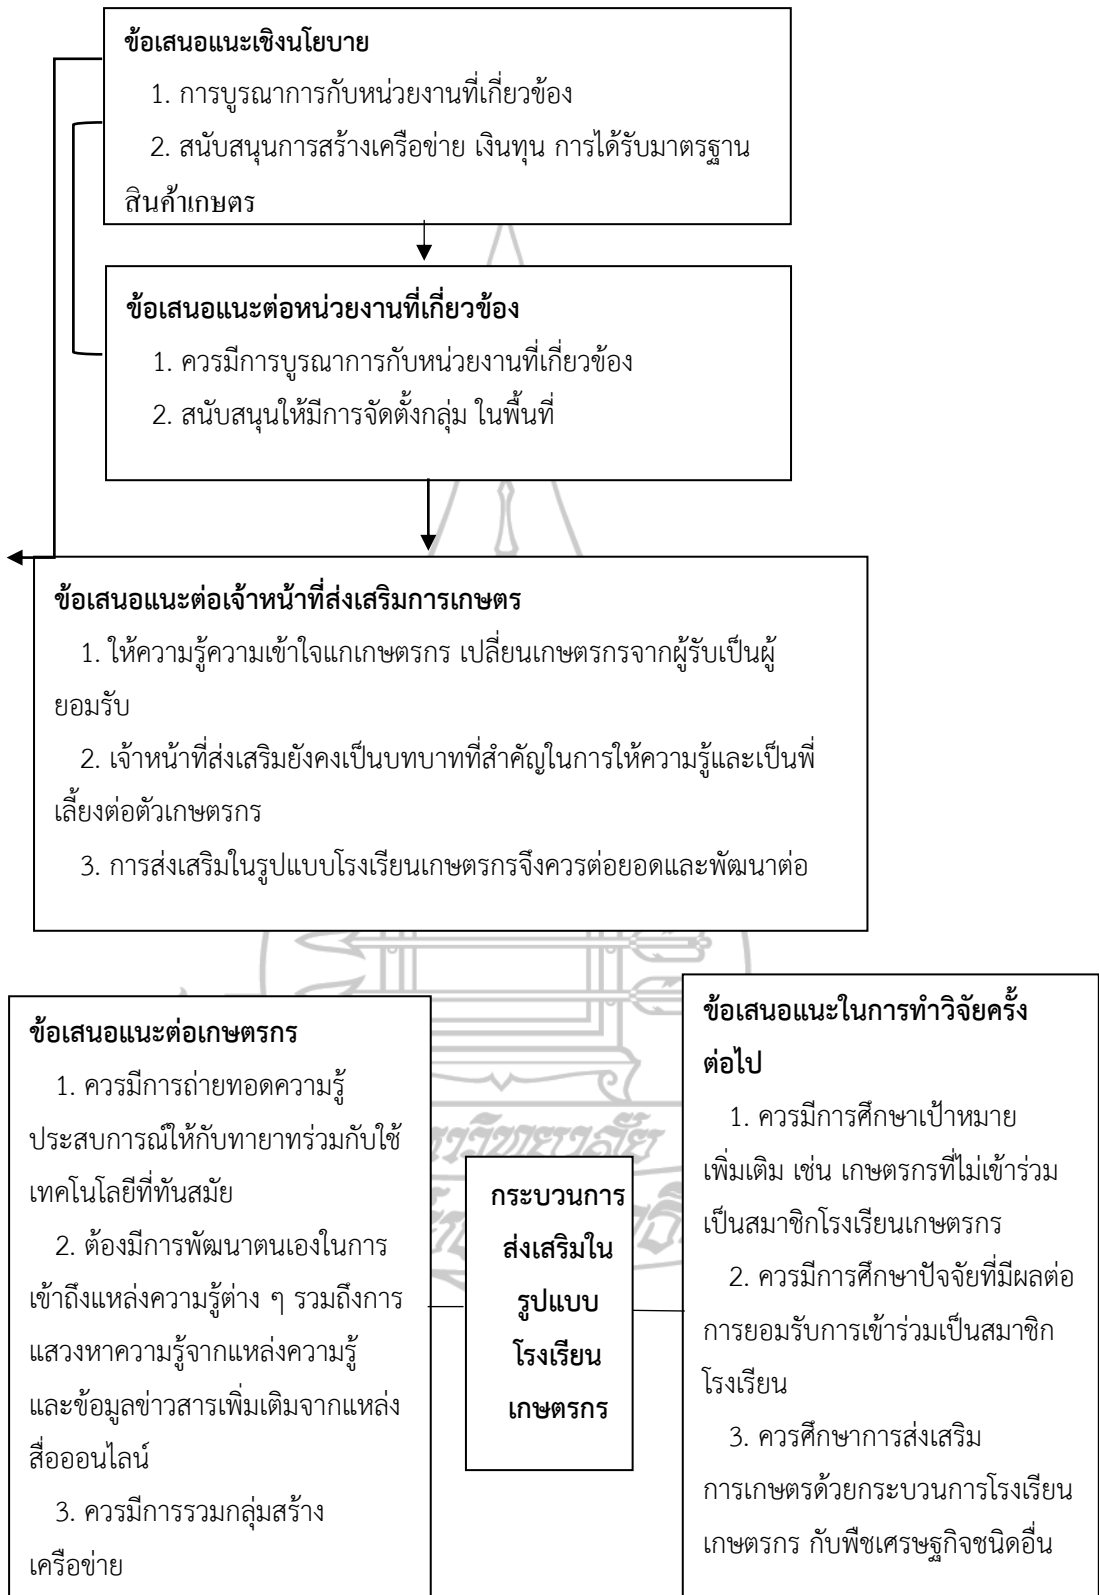 ข้อเสนอแนะเชิงนโยบาย
1. การบูรณาการกับหน่วยงานที่เกี่ยวข้อง
2. สนับสนุนการสร้างเครือข่าย เงินทุน การได้รับมาตรฐาน
สินค้าเกษตร
ข้อเสนอแนะต่อหน่วยงานที่เกี่ยวข้อง
1. ควรมีการบูรณาการกับหน่วยงานที่เกี่ยวข้อง
2. สนับสนุนให้มีการจัดตั้งกลุ่ม ในพื้นที่
ข้อเสนอแนะต่อเจ้าหน้าที่ส่งเสริมการเกษตร
1. ให้ความรู้ความเข้าใจแกเกษตรกร เปลี่ยนเกษตรกรจากผู้รับเป็นผู้
ยอมรับ
2. เจ้าหน้าที่ส่งเสริมยังคงเป็นบทบาทที่สำคัญในการให้ความรู้และเป็นพี่
เลี้ยงต่อตัวเกษตรกร
3. การส่งเสริมในรูปแบบโรงเรียนเกษตรกรจึงควรต่อยอดและพัฒนาต่อ
ข้อเสนอแนะต่อเกษตรกร
1. ควรมีการถ่ายทอดความรู้
ประสบการณ์ให้กับทายาทร่วมกับใช้
เทคโนโลยีที่ทันสมัย
2. ต้องมีการพัฒนาตนเองในการ
เข้าถึงแหล่งความรู้ต่าง ๆ รวมถึงการ
แสวงหาความรู้จากแหล่งความรู้
และข้อมูลข่าวสารเพิ่มเติมจากแหล่ง
สื่อออนไลน์
3. ควรมีการรวมกลุ่มสร้าง
เครือข่าย
กระบวนการ
ส่งเสริมใน
รูปแบบ
โรงเรียน
เกษตรกร
ข้อเสนอแนะในการทำวิจัยครั้ง
ต่อไป
1. ควรมีการศึกษาเป้าหมาย
เพิ่มเติม เช่น เกษตรกรที่ไม่เข้าร่วม
เป็นสมาชิกโรงเรียนเกษตรกร
2. ควรมีการศึกษาปัจจัยที่มีผลต่อ
การยอมรับการเข้าร่วมเป็นสมาชิก
โรงเรียน
3. ควรศึกษาการส่งเสริม
การเกษตรด้วยกระบวนการโรงเรียน
เกษตรกร กับพืชเศรษฐกิจชนิดอื่น